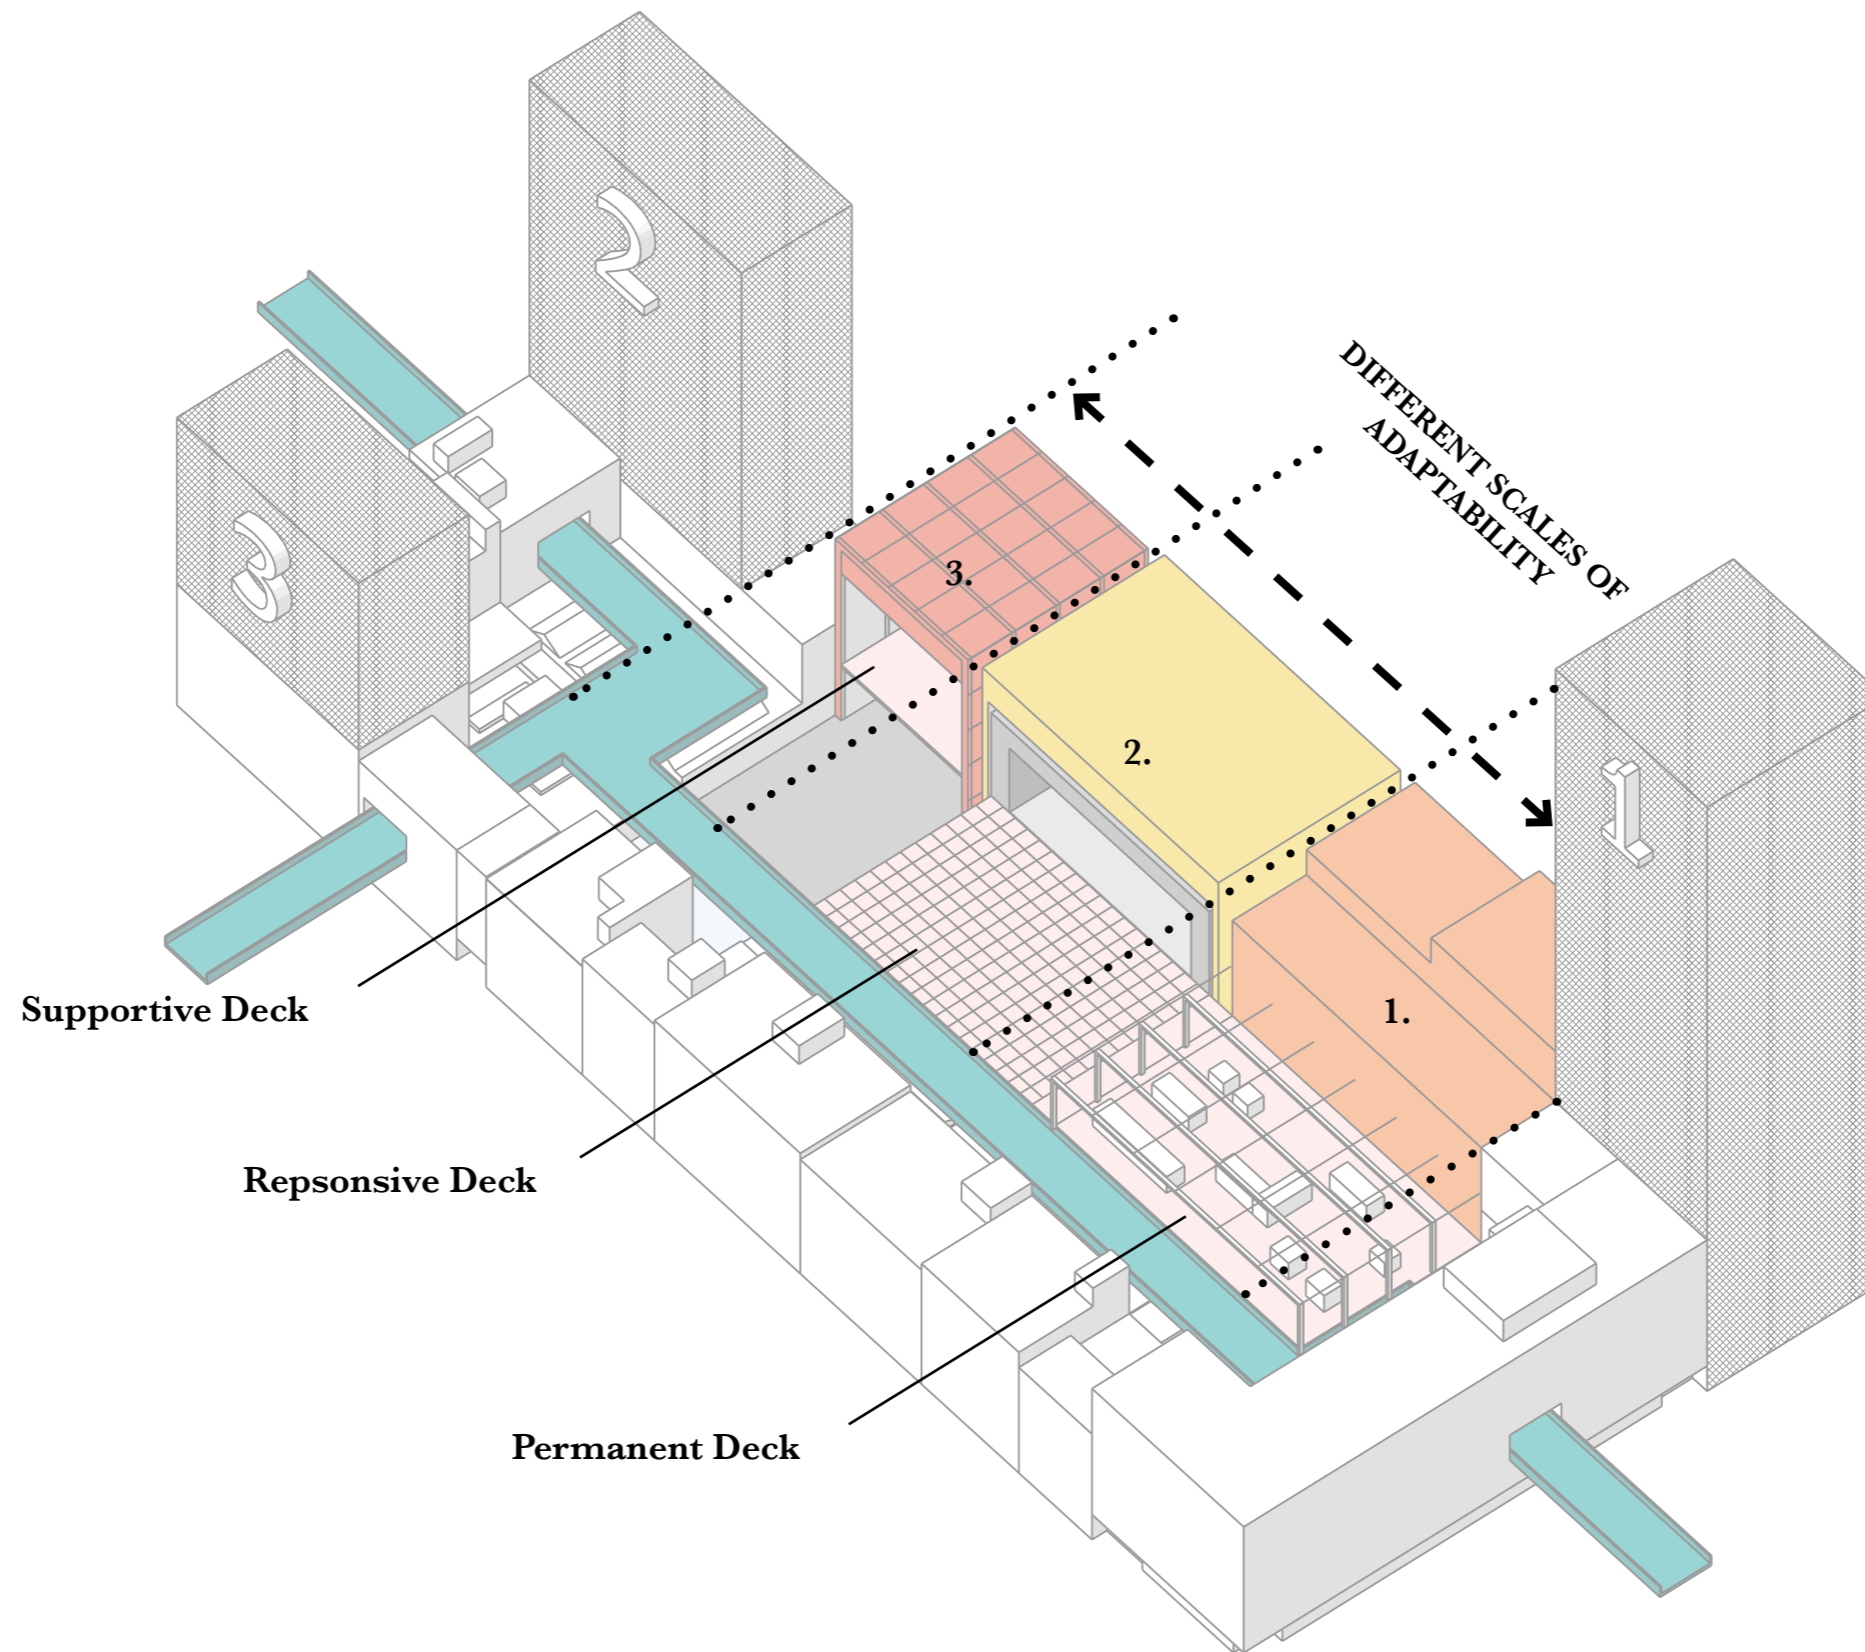 2
3
DIFFERENT SCALES OF
ADAPTABILITY
3.
2.
1
1.
Supportive Deck
Repsonsive Deck
Permanent Deck